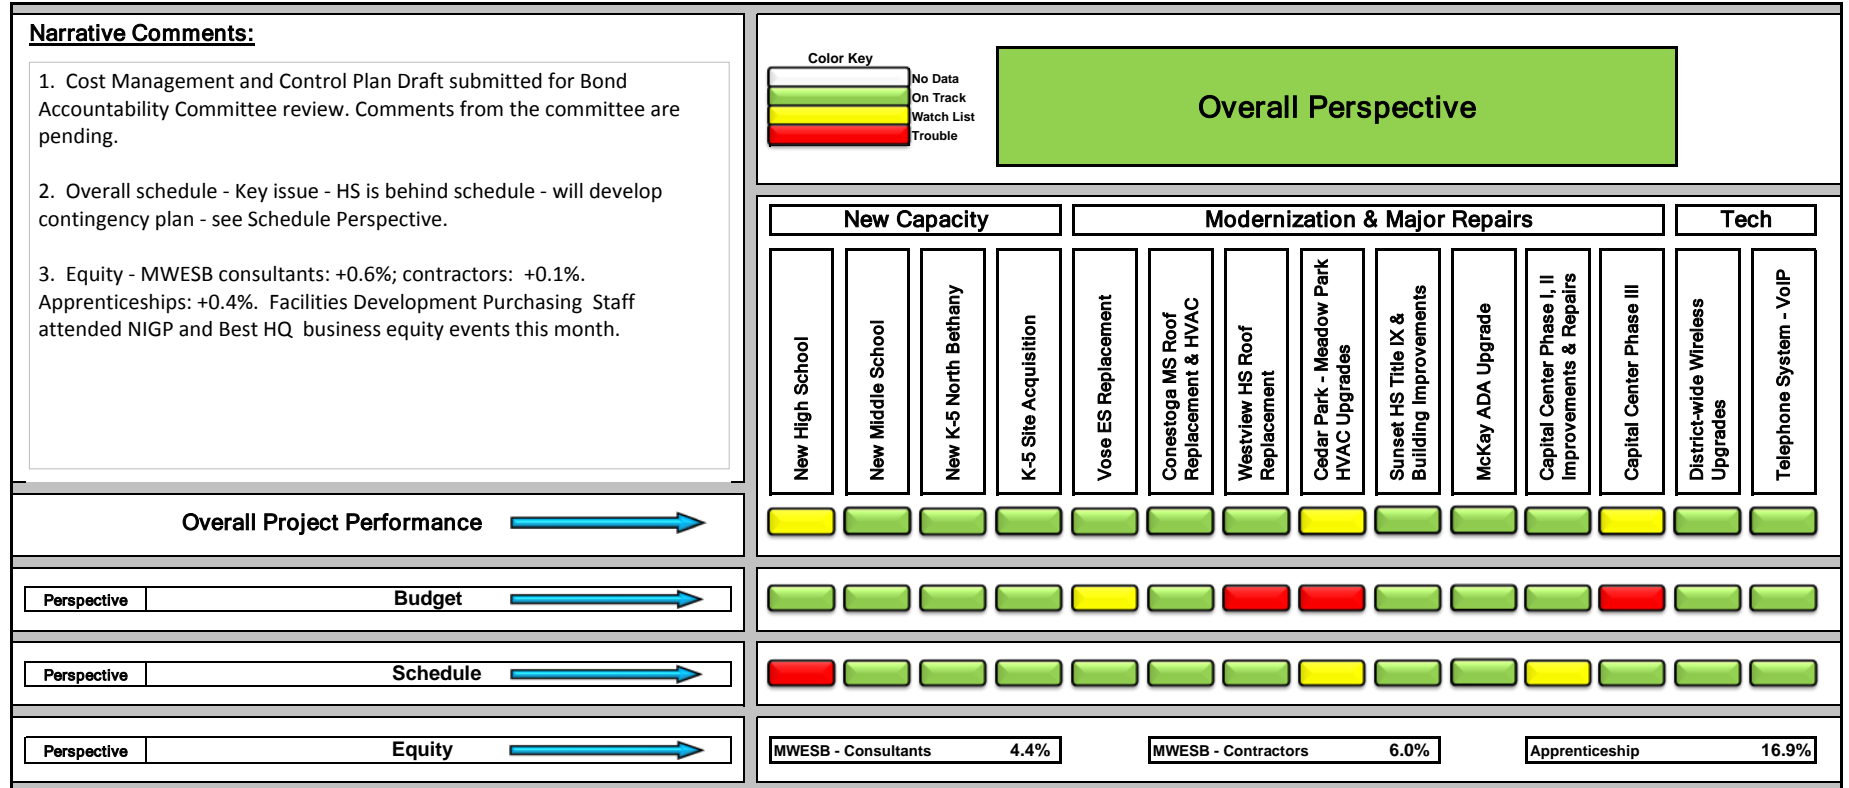 Narrative Comments:
1.  Cost Management and Control Plan Draft submitted for Bond
Accountability Committee review. Comments from the committee are
pending.
2.  Overall schedule - Key issue - HS is behind schedule - will develop
contingency plan - see Schedule Perspective.
3.  Equity - MWESB consultants: +0.6%; contractors:  +0.1%.
Apprenticeships: +0.4%.  Facilities Development Purchasing  Staff
attended NIGP and Best HQ  business equity events this month.
Color Key
No Data
On Track
Watch List
Trouble
Overall Perspective
New Capacity
Modernization & Major Repairs
Tech
New High School
New Middle School
New K-5 North Bethany
K-5 Site Acquisition
Vose ES Replacement
Conestoga MS Roof
Replacement & HVAC
Westview HS Roof
Replacement
Cedar Park - Meadow Park
HVAC Upgrades
Sunset HS Title IX &
Building Improvements
McKay ADA Upgrade
Capital Center Phase I, II
Improvements & Repairs
Capital Center Phase III
District-wide Wireless
Upgrades
Telephone System - VoIP
Overall Project Performance
Perspective
Budget
Perspective
Schedule
Perspective
Equity
MWESB - Consultants 4.4%
MWESB - Contractors 6.0%
Apprenticeship 16.9%